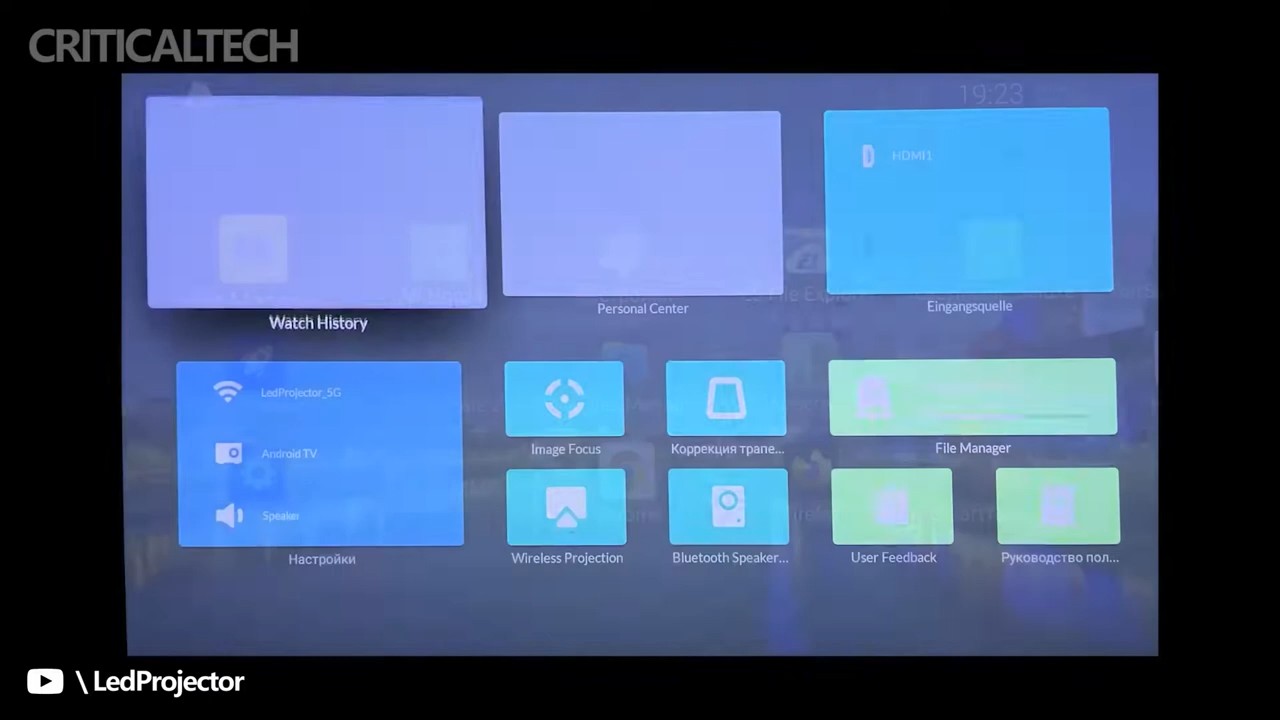 CRITICALTECH
19:23
HDMI1
Watch History
Personal Center
Eingangsquelle
LedProjector_5G
Android TV
Speaker
Настройки
Image Focus
Коррекция трапе...
File Manager
Wireless Projection
Bluetooth Speaker...
User Feedback
Руководство пол...
\ LedProjector